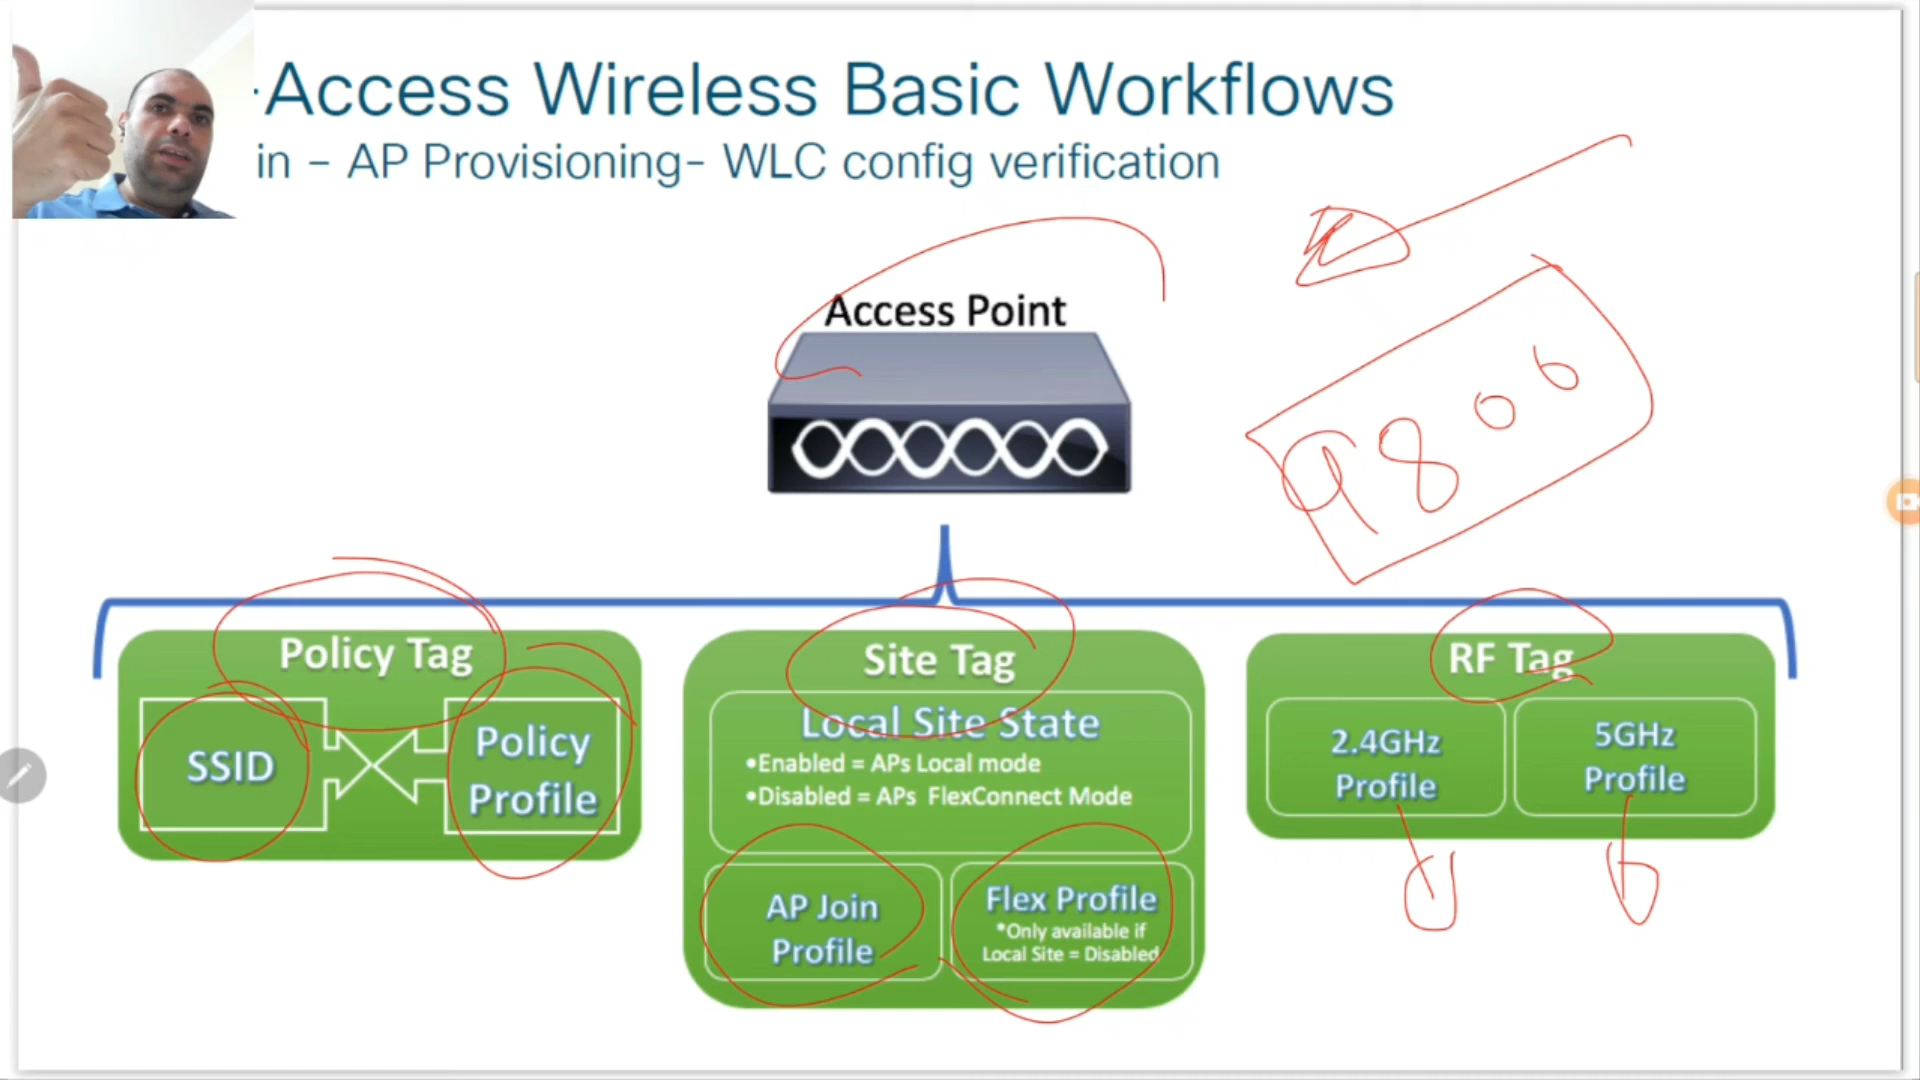 -Access Wireless Basic Workflows
in – AP Provisioning- WLC config verification
Access Point
9800
Policy Tag
SSID
Policy
Profile
Site Tag
Local Site State
•Enabled = APs Local mode
•Disabled = APs FlexConnect Mode
AP Join
Profile
Flex Profile
*Only available if
Local Site = Disabled
RF Tag
2.4GHz
Profile
5GHz
Profile